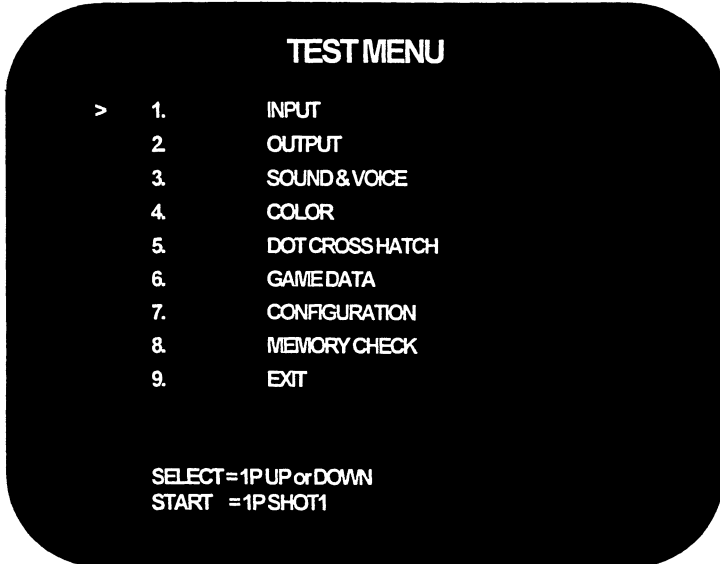 TEST MENU
> 1. INPUT
2. OUTPUT
3. SOUND & VOICE
4. COLOR
5. DOT CROSS HATCH
6. GAME DATA
7. CONFIGURATION
8. MEMORY CHECK
9. EXIT
SELECT = 1P UP or DOWN
START = 1P SHOT1